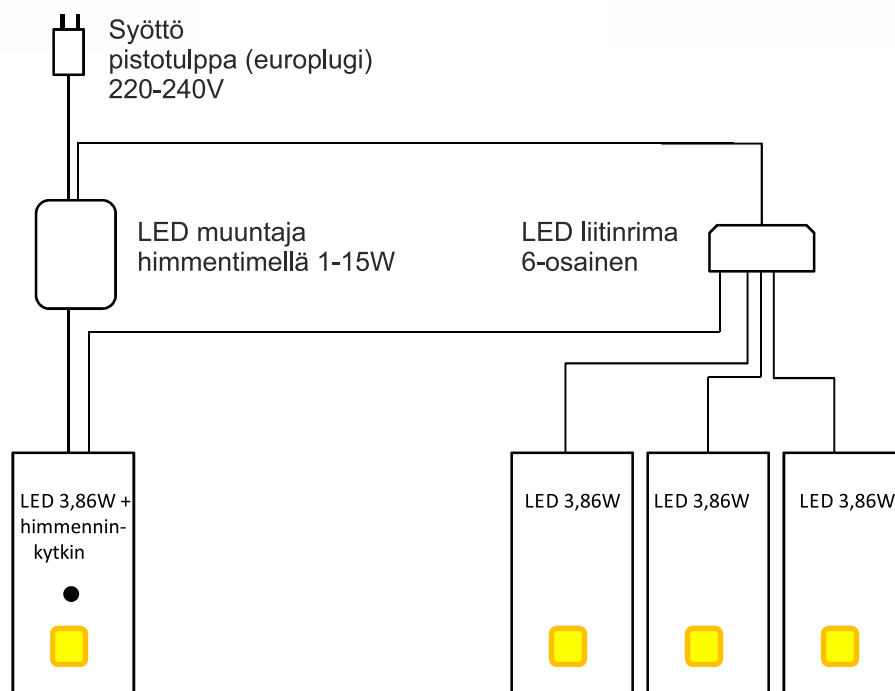 Syöttö
pistotulppa (europlugi)
220-240V
LED muuntaja
himmentimellä 1-15W
LED liitinrima
6-osainen
LED 3,86W +
himmennin-
kytkin
LED 3,86W
LED 3,86W
LED 3,86W